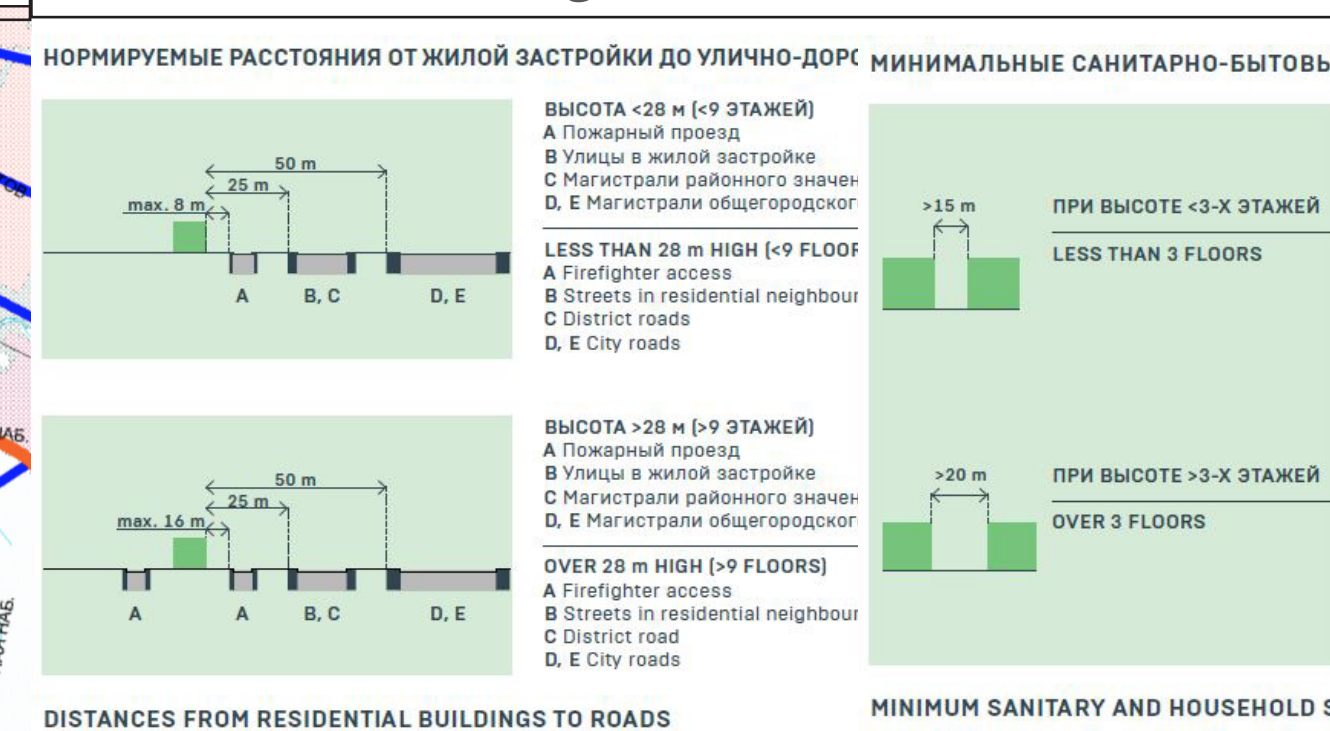 НОРМИРУЕМЫЕ РАССТОЯНИЯ ОТ ЖИЛОЙ ЗАСТРОЙКИ ДО УЛИЧНО-ДОРО
50 m
25 m
max. 8 m
A
B, C
D, E
ВЫСОТА <28 м (<9 ЭТАЖЕЙ)
A Пожарный проезд
B Улицы в жилой застройке
C Магистрали районного значен
D, E Магистрали общегородског
LESS THAN 28 m HIGH (<9 FLOOR
A Firefighter access
B Streets in residential neighbour
C District roads
D, E City roads
50 m
25 m
max. 16 m
A
A
B, C
D, E
ВЫСОТА >28 м (>9 ЭТАЖЕЙ)
A Пожарный проезд
B Улицы в жилой застройке
C Магистрали районного значен
D, E Магистрали общегородског
OVER 28 m HIGH (>9 FLOORS)
A Firefighter access
B Streets in residential neighbour
C District road
D, E City roads
DISTANCES FROM RESIDENTIAL BUILDINGS TO ROADS
МИНИМАЛЬНЫЕ САНИТАРНО-БЫТОВЫ
>15 m
ПРИ ВЫСОТЕ <3-Х ЭТАЖЕЙ
LESS THAN 3 FLOORS
>20 m
ПРИ ВЫСОТЕ >3-Х ЭТАЖЕЙ
OVER 3 FLOORS
MINIMUM SANITARY AND HOUSEHOLD S